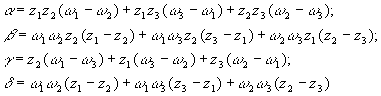 α = z₁z₂(ω₁ − ω₂) + z₁z₃(ω₃ − ω₁) + z₂z₃(ω₂ − ω₃);
β = ω₁ω₂z₂(z₁ − z₂) + ω₁ω₃z₂(z₃ − z₁) + ω₂ω₃z₁(z₂ − z₃);
γ = z₂(ω₁ − ω₃) + z₁(ω₃ − ω₂) + z₃(ω₂ − ω₁);
δ = ω₁ω₂(z₁ − z₂) + ω₁ω₃(z₃ − z₁) + ω₂ω₃(z₂ − z₃)